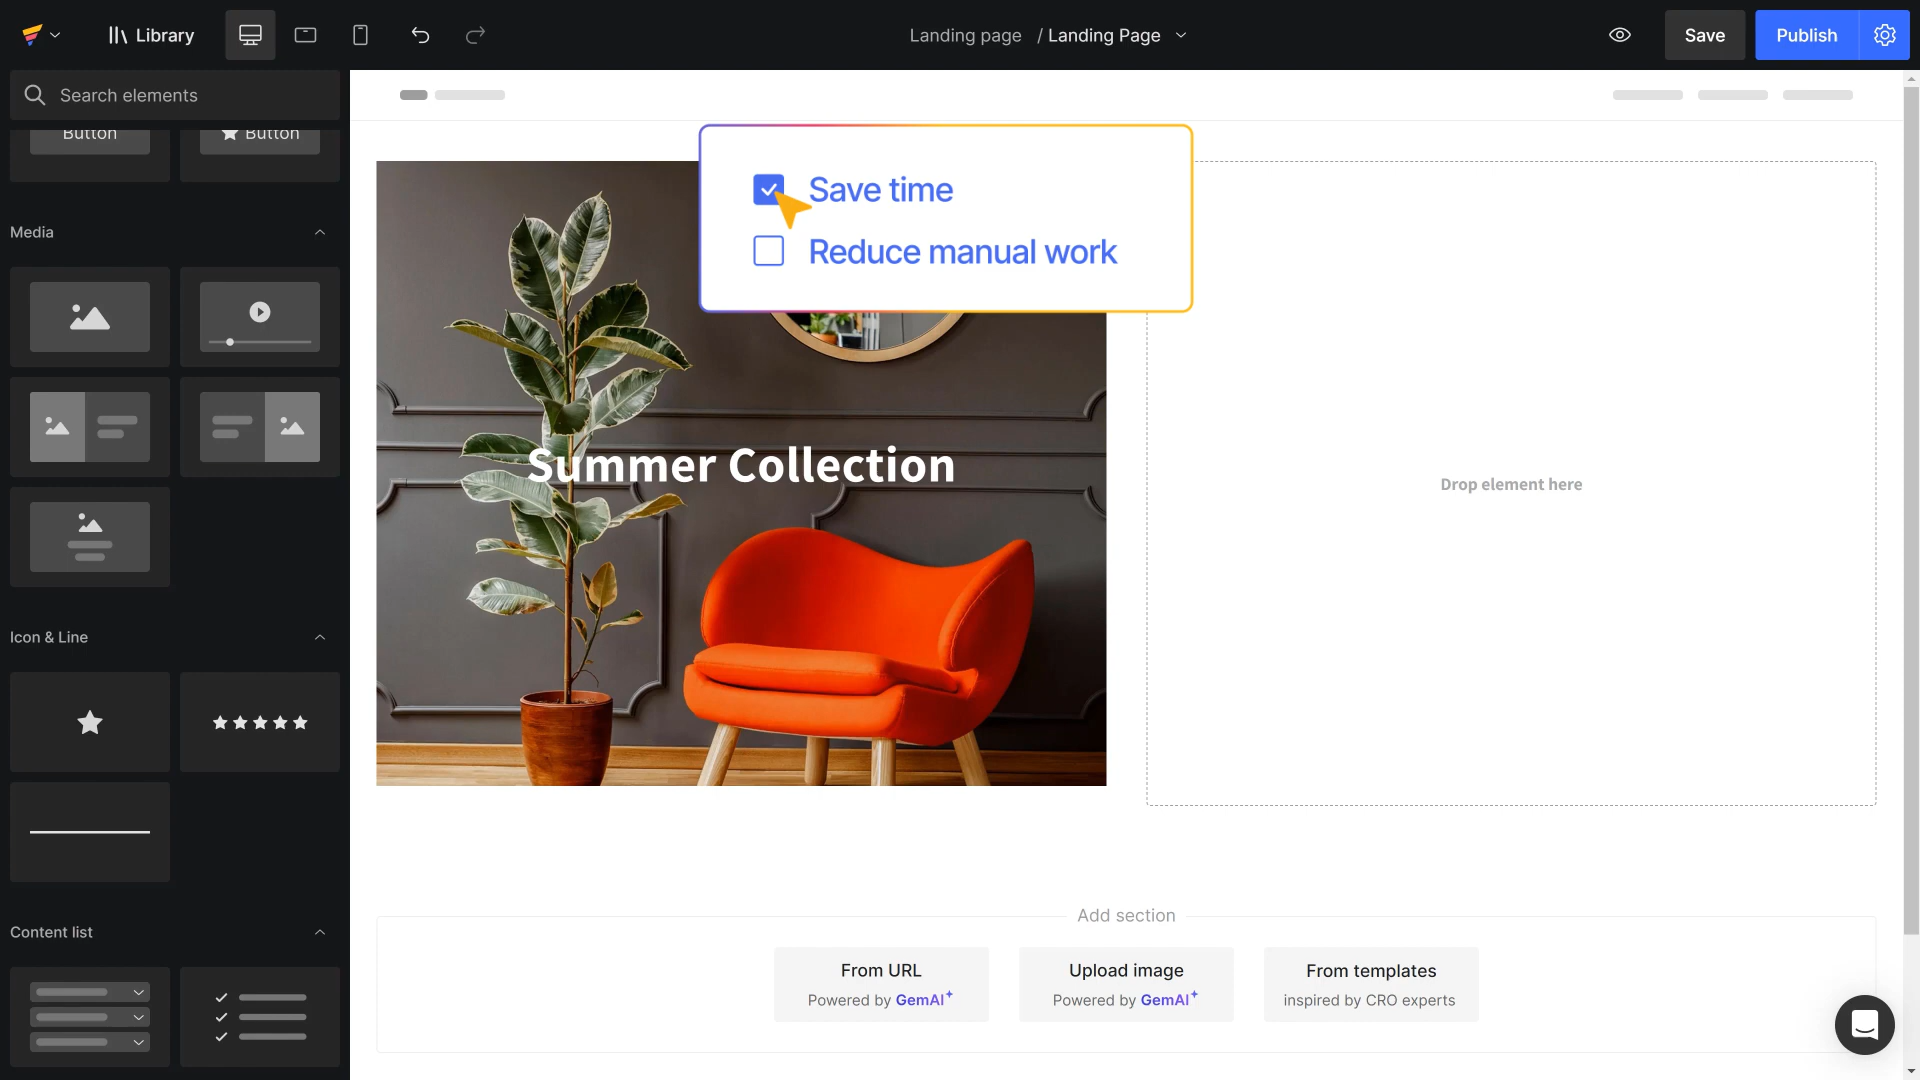 Library
Landing page / Landing Page
Save
Publish
Search elements
Button
Button
Media
Icon & Line
Content list
Save time
Reduce manual work
Summer Collection
Drop element here
Add section
From URL
Powered by GemAI
Upload image
Powered by GemAI
From templates
inspired by CRO experts